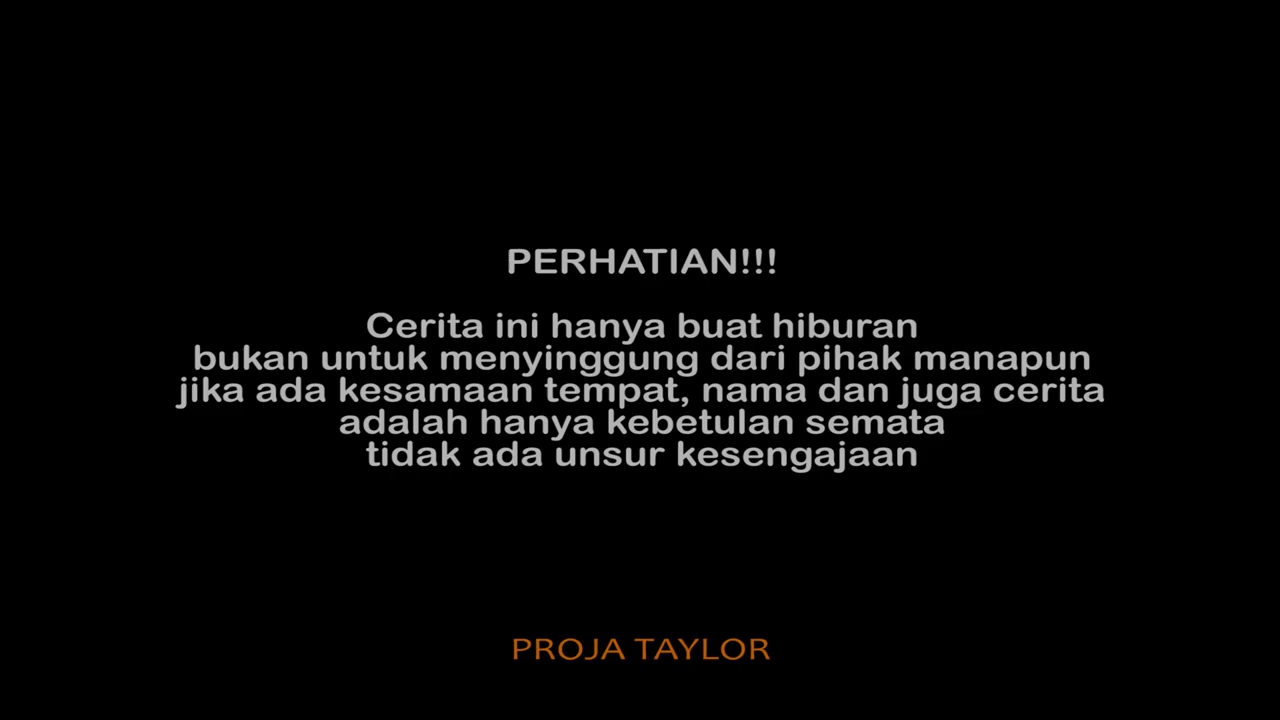 PERHATIAN!!!
Cerita ini hanya buat hiburan
bukan untuk menyinggung dari pihak manapun
jika ada kesamaan tempat, nama dan juga cerita
adalah hanya kebetulan semata
tidak ada unsur kesengajaan
PROJA TAYLOR